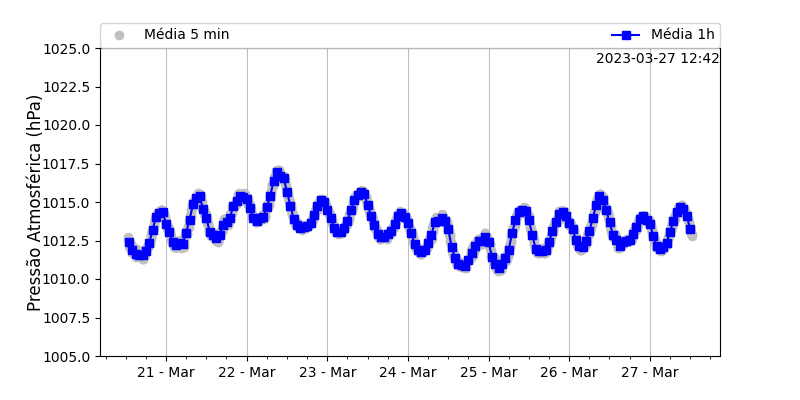 Média 5 min
Média 1h
2023-03-27 12:42
Pressão Atmosférica (hPa)
1025.0
1022.5
1020.0
1017.5
1015.0
1012.5
1010.0
1007.5
1005.0
21 - Mar
22 - Mar
23 - Mar
24 - Mar
25 - Mar
26 - Mar
27 - Mar